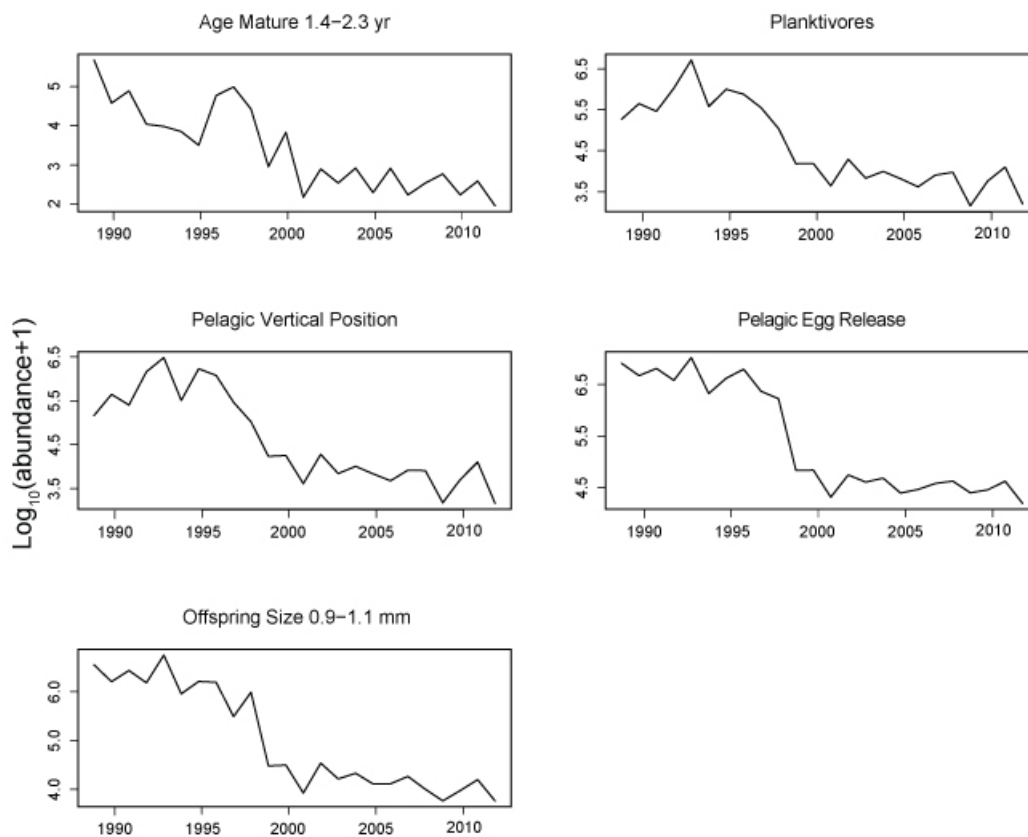 Age Mature 1.4−2.3 yr
5
4
3
2
1990 1995 2000 2005 2010
Planktivores
6.5
5.5
4.5
3.5
1990 1995 2000 2005 2010
Log10(abundance+1)
Pelagic Vertical Position
6.5
5.5
4.5
3.5
1990 1995 2000 2005 2010
Pelagic Egg Release
6.5
5.5
4.5
1990 1995 2000 2005 2010
Offspring Size 0.9−1.1 mm
6.0
5.0
4.0
1990 1995 2000 2005 2010